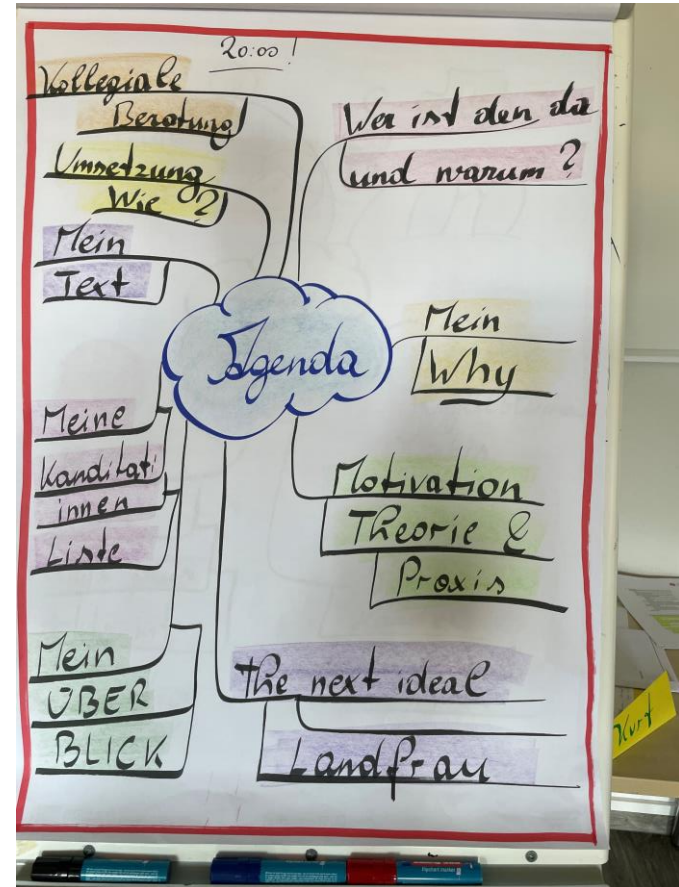 20:00!
Kollegiale
Beratung
Umsetzung
Wie?
Mein
Text
Meine
Kanditati
innen
Liste
Mein
ÜBER
BLICK
Agenda
Wer ist den da
und warum?
Mein
Why
Motivation
Theorie &
Praxis
The next ideal
Landfrau
Kurt